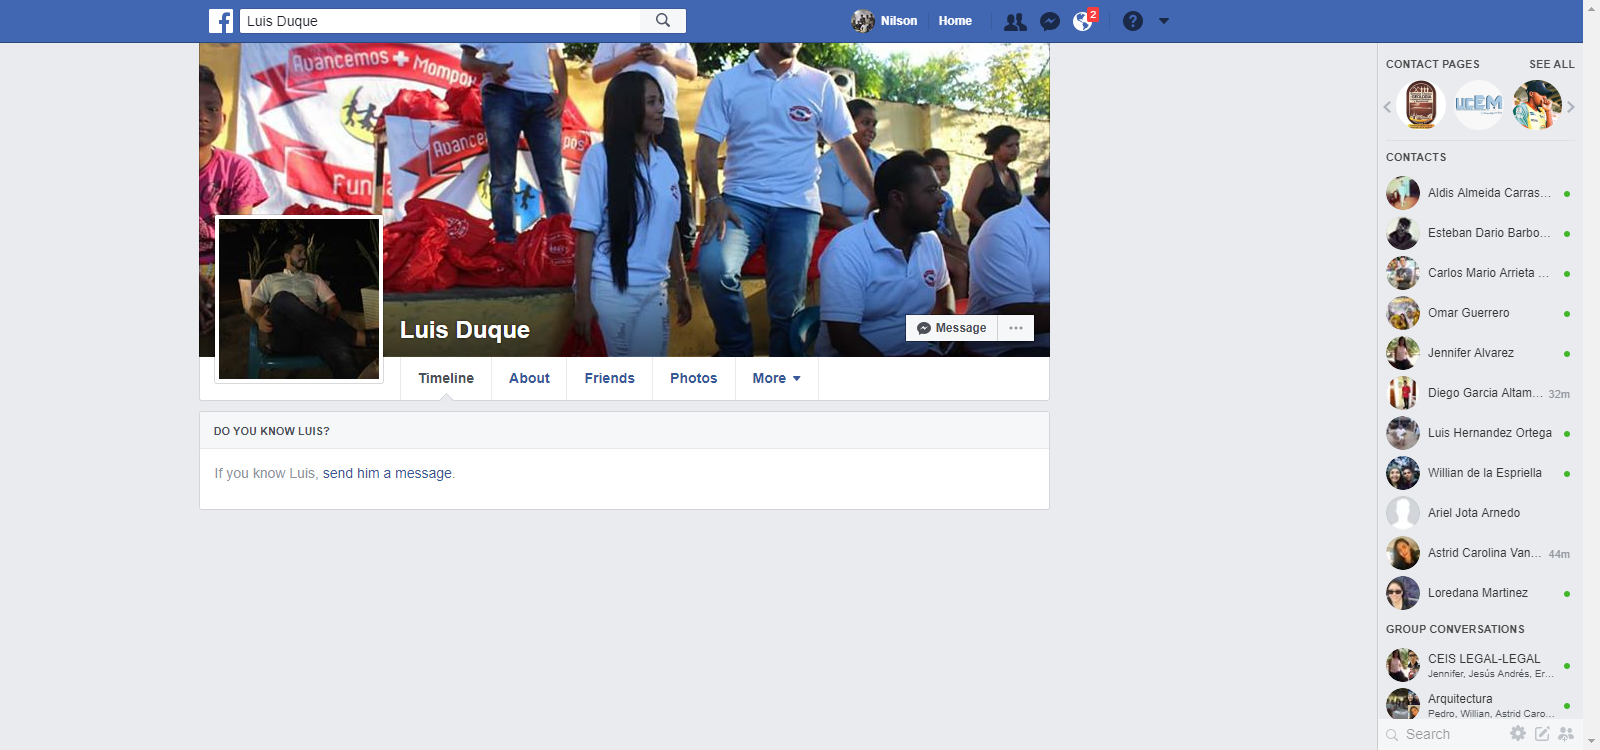 Luis Duque
Nilson
Home
2
?
Avancemos + Mompox
Avancemos
Fun
Luis Duque
Message
Timeline
About
Friends
Photos
More
DO YOU KNOW LUIS?
If you know Luis, send him a message.
CONTACT PAGES
SEE ALL
UCEM
CONTACTS
Aldis Almeida Carras...
Esteban Dario Barbo...
Carlos Mario Arrieta ...
Omar Guerrero
Jennifer Alvarez
Diego Garcia Altam... 32m
Luis Hernandez Ortega
Willian de la Espriella
Ariel Jota Arnedo
Astrid Carolina Van... 44m
Loredana Martinez
GROUP CONVERSATIONS
CEIS LEGAL-LEGAL
Jennifer, Jesús Andrés, Er...
Arquitectura
Pedro, Willian, Astrid Caro...
Search